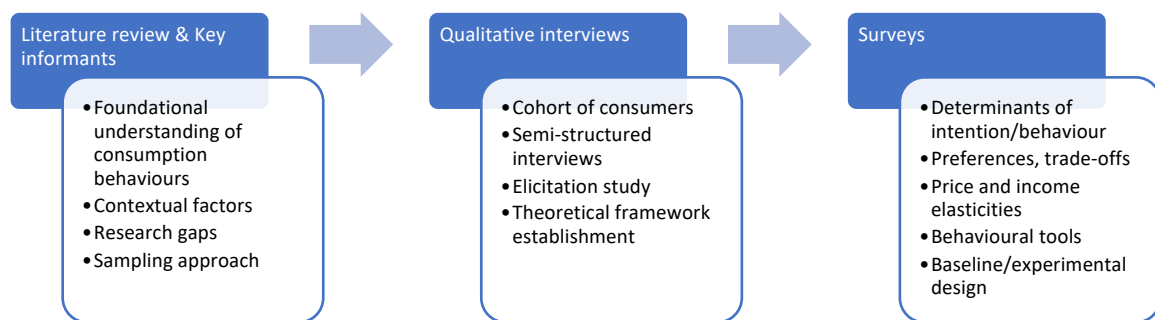 Literature review & Key
informants
•Foundational
understanding of
consumption
behaviours
•Contextual factors
•Research gaps
•Sampling approach
Qualitative interviews
•Cohort of consumers
•Semi-structured
interviews
•Elicitation study
•Theoretical framework
establishment
Surveys
•Determinants of
intention/behaviour
•Preferences, trade-offs
•Price and income
elasticities
•Behavioural tools
•Baseline/experimental
design